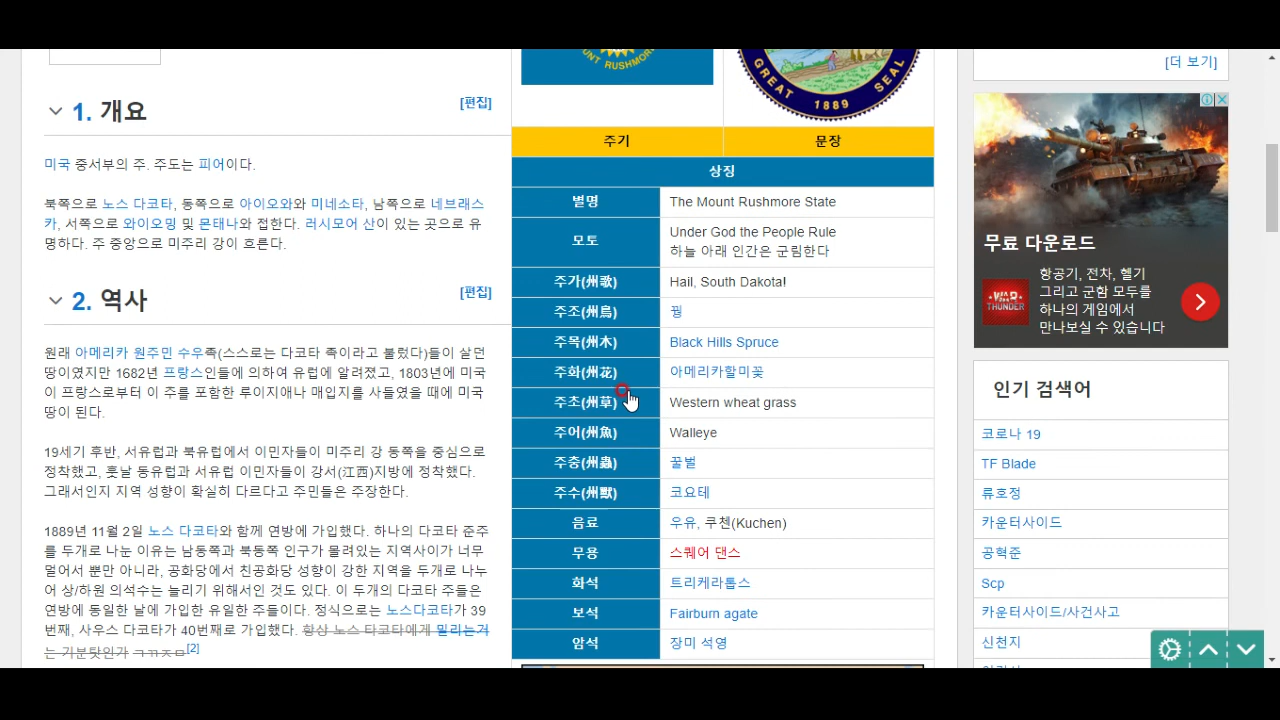 1. 개요
[편집]
미국 중서부의 주. 주도는 피어이다.
북쪽으로 노스 다코타, 동쪽으로 아이오와와 미네소타, 남쪽으로 네브래스
카, 서쪽으로 와이오밍 및 몬태나와 접한다. 러시모어 산이 있는 곳으로 유
명하다. 주 중앙으로 미주리 강이 흐른다.
2. 역사
[편집]
원래 아메리카 원주민 수우족(스스로는 다코타 족이라고 불렀다)들이 살던
땅이였지만 1682년 프랑스인들에 의하여 유럽에 알려졌고, 1803년에 미국
이 프랑스로부터 이 주를 포함한 루이지애나 매입지를 사들였을 때에 미국
땅이 된다.
19세기 후반, 서유럽과 북유럽에서 이민자들이 미주리 강 동쪽을 중심으로
정착했고, 훗날 동유럽과 서유럽 이민자들이 강서(江西)지방에 정착했다.
그래서인지 지역 성향이 확실히 다르다고 주민들은 주장한다.
1889년 11월 2일 노스 다코타와 함께 연방에 가입했다. 하나의 다코타 준주
를 두개로 나눈 이유는 남동쪽과 북동쪽 인구가 몰려있는 지역사이가 너무
멀어서 뿐만 아니라, 공화당에서 친공화당 성향이 강한 지역을 두개로 나누
어 상/하원 의석수는 늘리기 위해서인 것도 있다. 이 두개의 다코타 주들은
연방에 동일한 날에 가입한 유일한 주들이다. 정식으로는 노스다코타가 39
번째, 사우스 다코타가 40번째로 가입했다. 항상 노스 다코타에게 밀리는거
는 기분탓인가 ㅋㄲㅈㅁ[2]
MOUNT RUSHMORE
GREAT SEAL
1889
주기 문장
상징
별명 The Mount Rushmore State
모토 Under God the People Rule
하늘 아래 인간은 군림한다
주가(州歌) Hail, South Dakota!
주조(州鳥) 꿩
주목(州木) Black Hills Spruce
주화(州花) 아메리카할미꽃
주초(州草) Western wheat grass
주어(州魚) Walleye
주충(州蟲) 꿀벌
주수(州獸) 코요테
음료 우유, 쿠첸(Kuchen)
무용 스퀘어 댄스
화석 트리케라톱스
보석 Fairburn agate
암석 장미 석영
[더 보기]
무료 다운로드
WAR THUNDER
항공기, 전차, 헬기
그리고 군함 모두를
하나의 게임에서
만나보실 수 있습니다
인기 검색어
코로나 19
TF Blade
류호정
카운터사이드
공혁준
Scp
카운터사이드/사건사고
신천지